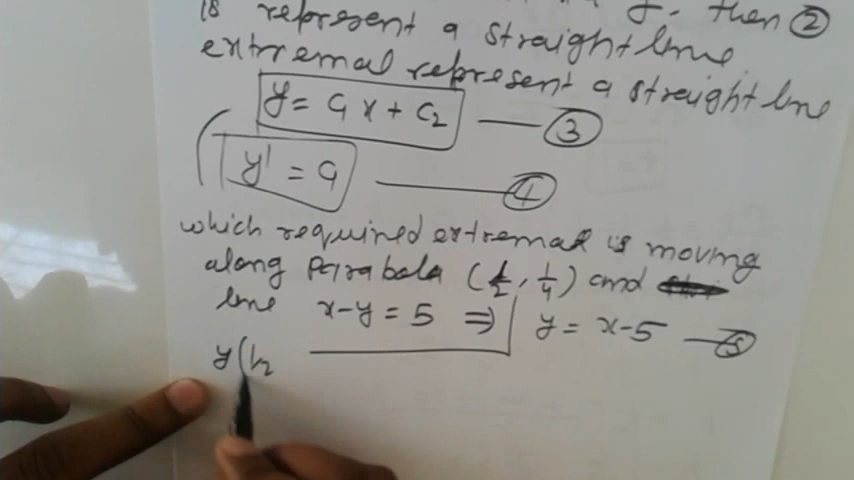 is represent a straight line then ②
extremal represent a straight line
y = c₁ x + c₂ — ③
y' = c₁ — ④
which required extremal is moving
along Parabola (1/2, 1/4) and
line x-y = 5 ⇒ y = x-5 — ⑤
y(1/2